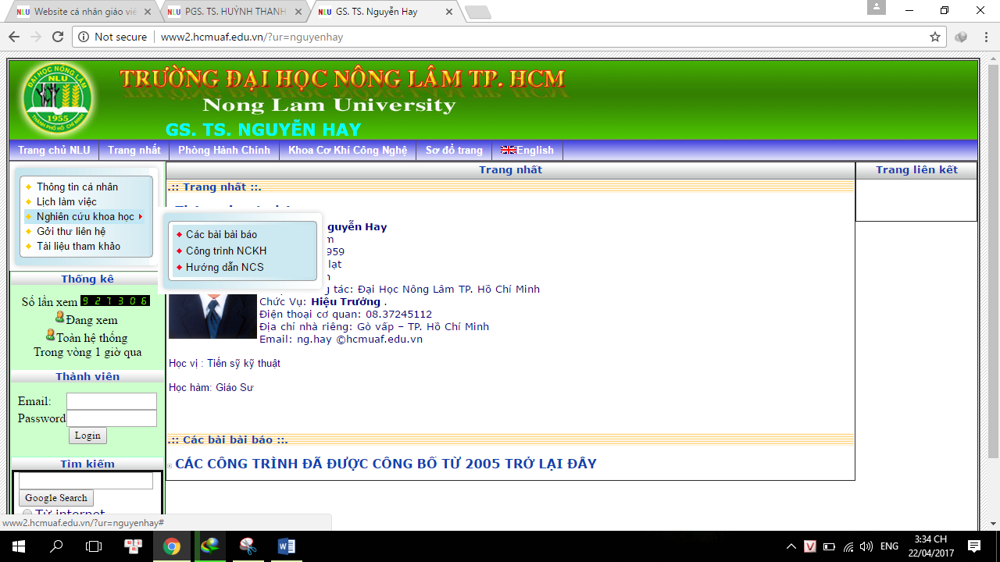 Website cá nhân giáo viê
PGS. TS. HUỲNH THANH
GS. TS. Nguyễn Hay
Not secure
www2.hcmuaf.edu.vn/?ur=nguyenhay
TRƯỜNG ĐẠI HỌC NÔNG LÂM TP. HCM
Nong Lam University
GS. TS. NGUYỄN HAY
Trang chủ NLU
Trang nhất
Phòng Hành Chính
Khoa Cơ Khí Công Nghệ
Sơ đồ trang
English
Thông tin cá nhân
Lịch làm việc
Nghiên cứu khoa học
Gởi thư liên hệ
Tài liệu tham khảo
Các bài bài báo
Công trình NCKH
Hướng dẫn NCS
Thống kê
Số lần xem 927306
Đang xem
Toàn hệ thống
Trong vòng 1 giờ qua
Thành viên
Email:
Password
Login
Tìm kiếm
Google Search
Từ internet
Trang nhất
.:: Trang nhất ::.
guyễn Hay
m
959
lạt
n
g tác: Đại Học Nông Lâm TP. Hồ Chí Minh
Chức Vụ: Hiệu Trưởng .
Điện thoại cơ quan: 08.37245112
Địa chỉ nhà riêng: Gò vấp – TP. Hồ Chí Minh
Email: ng.hay ©hcmuaf.edu.vn
Học vị : Tiến sỹ kỹ thuật
Học hàm: Giáo Sư
.:: Các bài bài báo ::.
CÁC CÔNG TRÌNH ĐÃ ĐƯỢC CÔNG BỐ TỪ 2005 TRỞ LẠI ĐÂY
Trang liên kết
www2.hcmuaf.edu.vn/?ur=nguyenhay#
ENG
3:34 CH
22/04/2017